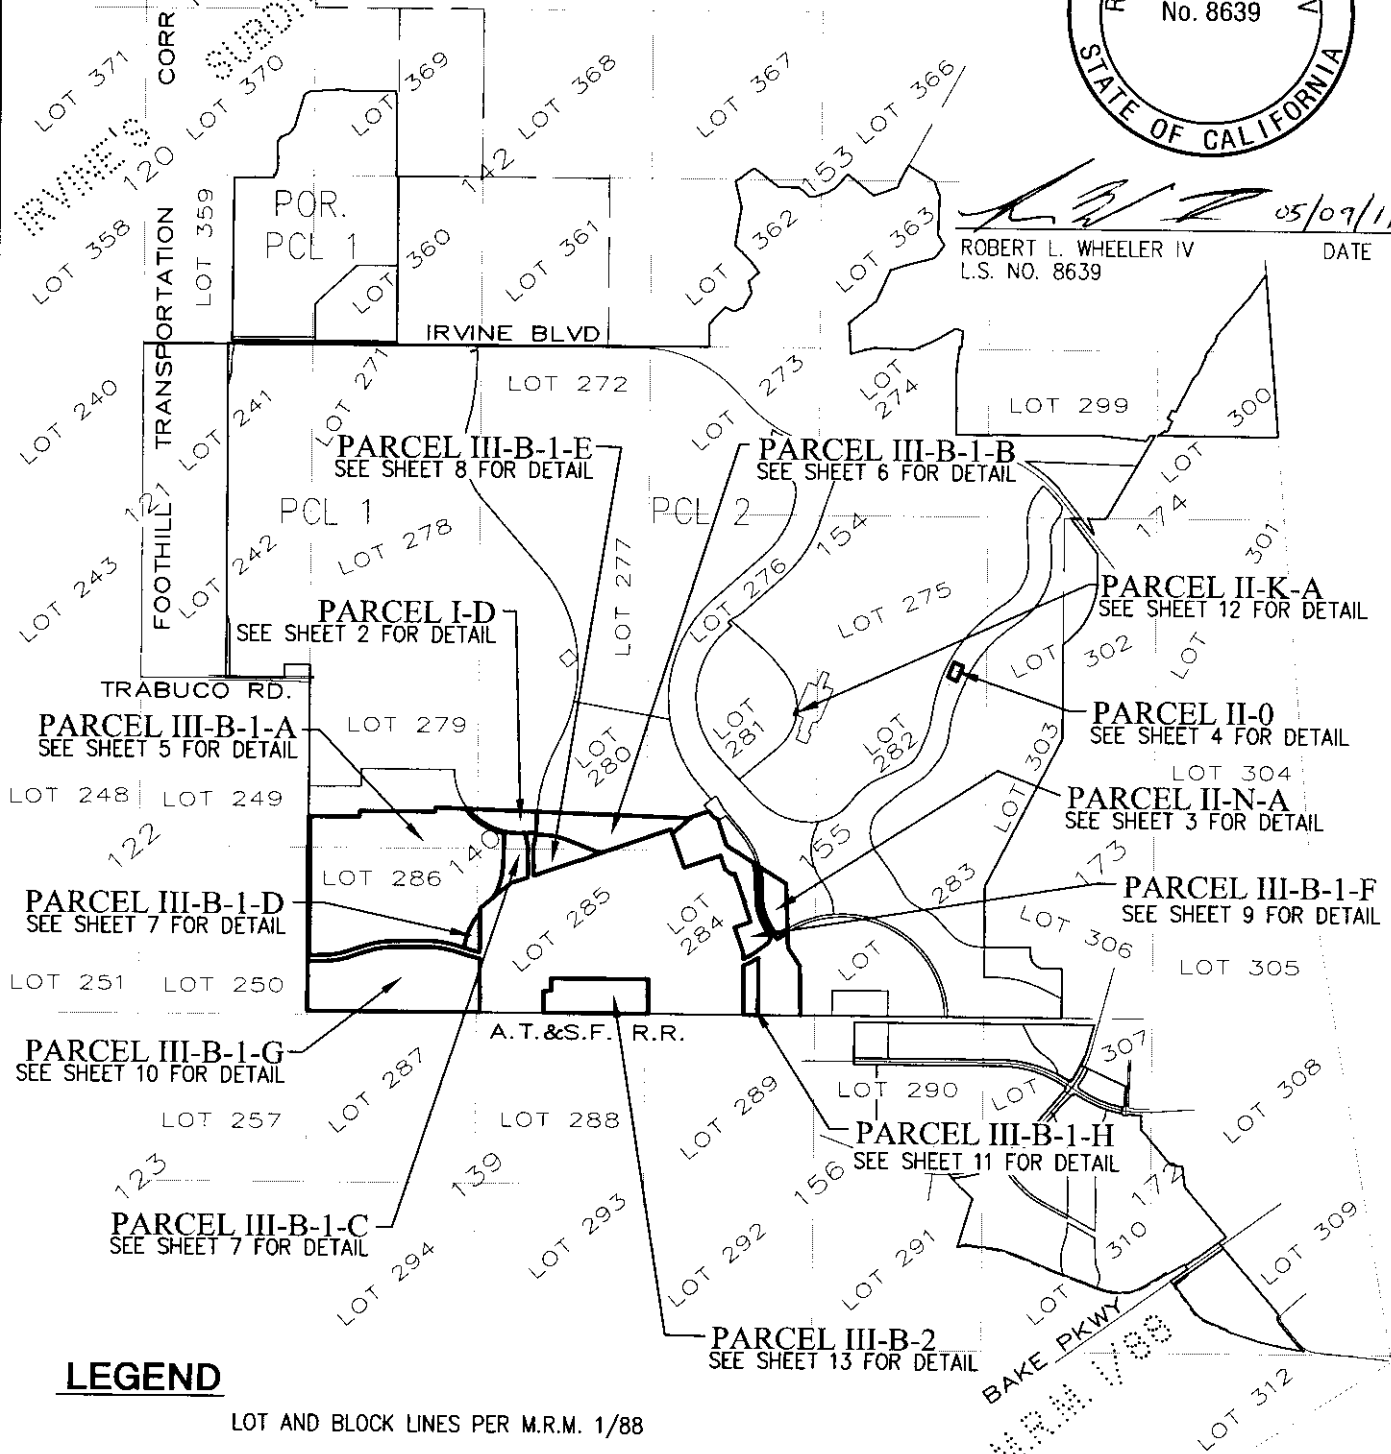 No. 8639
STATE OF CALIFORNIA
05/09/11
ROBERT L. WHEELER IV
DATE
L.S. NO. 8639
CORR
LOT 371
SUBDI
LOT 370
LOT 369
LOT 368
LOT 367
LOT 366
IRVINE'S
120
142
153
LOT 358
TRANSPORTATION
LOT 359
POR.
PCL 1
LOT 360
LOT 361
LOT 362
LOT 363
IRVINE BLVD
LOT 240
LOT 241
LOT 271
LOT 272
LOT 273
LOT 274
LOT 299
LOT 300
PARCEL III-B-1-E
SEE SHEET 8 FOR DETAIL
PARCEL III-B-1-B
SEE SHEET 6 FOR DETAIL
121
FOOTHILL
PCL 1
PCL 2
154
174
LOT 243
LOT 242
LOT 278
LOT 277
LOT 276
LOT 275
301
LOT
PARCEL II-K-A
SEE SHEET 12 FOR DETAIL
PARCEL I-D
SEE SHEET 2 FOR DETAIL
LOT 302
TRABUCO RD.
PARCEL III-B-1-A
SEE SHEET 5 FOR DETAIL
LOT 279
LOT 280
LOT 281
LOT 282
LOT 303
PARCEL II-0
SEE SHEET 4 FOR DETAIL
LOT 304
LOT 248
LOT 249
PARCEL II-N-A
SEE SHEET 3 FOR DETAIL
122
140
155
173
LOT 286
LOT 285
LOT 284
LOT 283
PARCEL III-B-1-D
SEE SHEET 7 FOR DETAIL
PARCEL III-B-1-F
SEE SHEET 9 FOR DETAIL
LOT 306
LOT 305
LOT 251
LOT 250
A.T.&S.F. R.R.
PARCEL III-B-1-G
SEE SHEET 10 FOR DETAIL
LOT 287
LOT 257
LOT 288
LOT 289
LOT 290
LOT 307
LOT 308
PARCEL III-B-1-H
SEE SHEET 11 FOR DETAIL
123
139
156
172
PARCEL III-B-1-C
SEE SHEET 7 FOR DETAIL
LOT 294
LOT 293
LOT 292
LOT 291
LOT 310
LOT 309
PARCEL III-B-2
SEE SHEET 13 FOR DETAIL
BAKE PKWY
M.R.M. 1/88
LOT 312
LEGEND
LOT AND BLOCK LINES PER M.R.M. 1/88